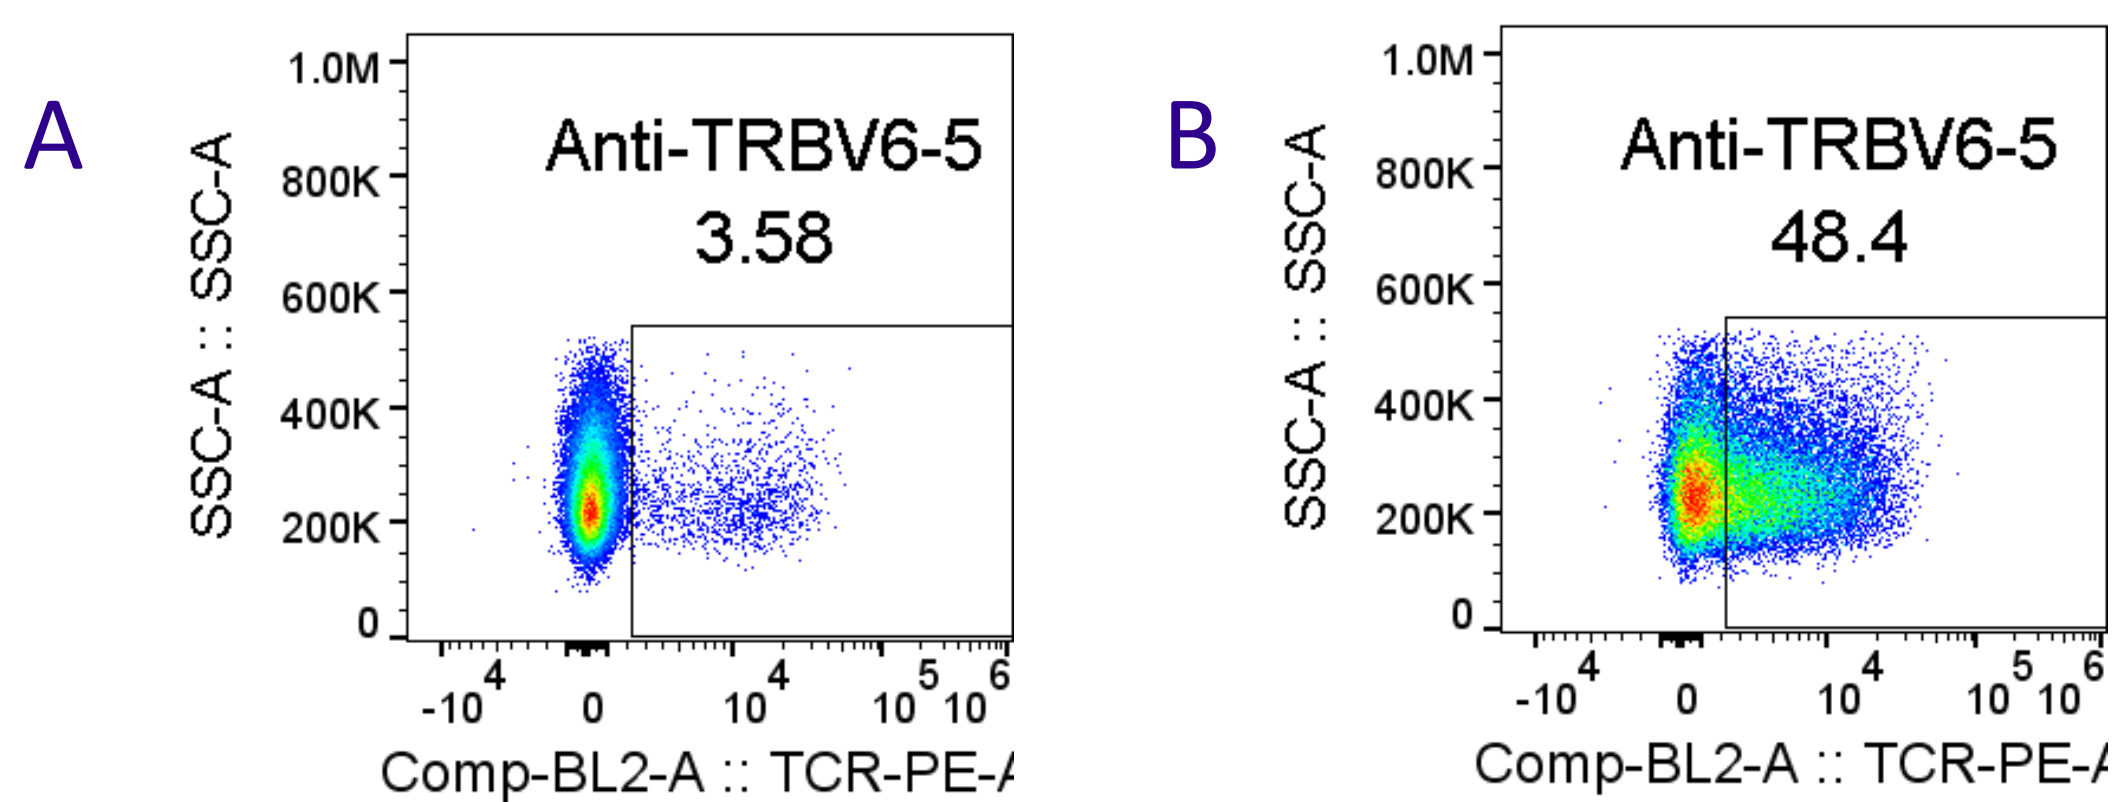 A
SSC-A :: SSC-A
1.0M
800K
600K
400K
200K
0
Anti-TRBV6-5
3.58
-10^4 0 10^4 10^5 10^6
Comp-BL2-A :: TCR-PE-A
B
SSC-A :: SSC-A
1.0M
800K
600K
400K
200K
0
Anti-TRBV6-5
48.4
-10^4 0 10^4 10^5 10^6
Comp-BL2-A :: TCR-PE-A